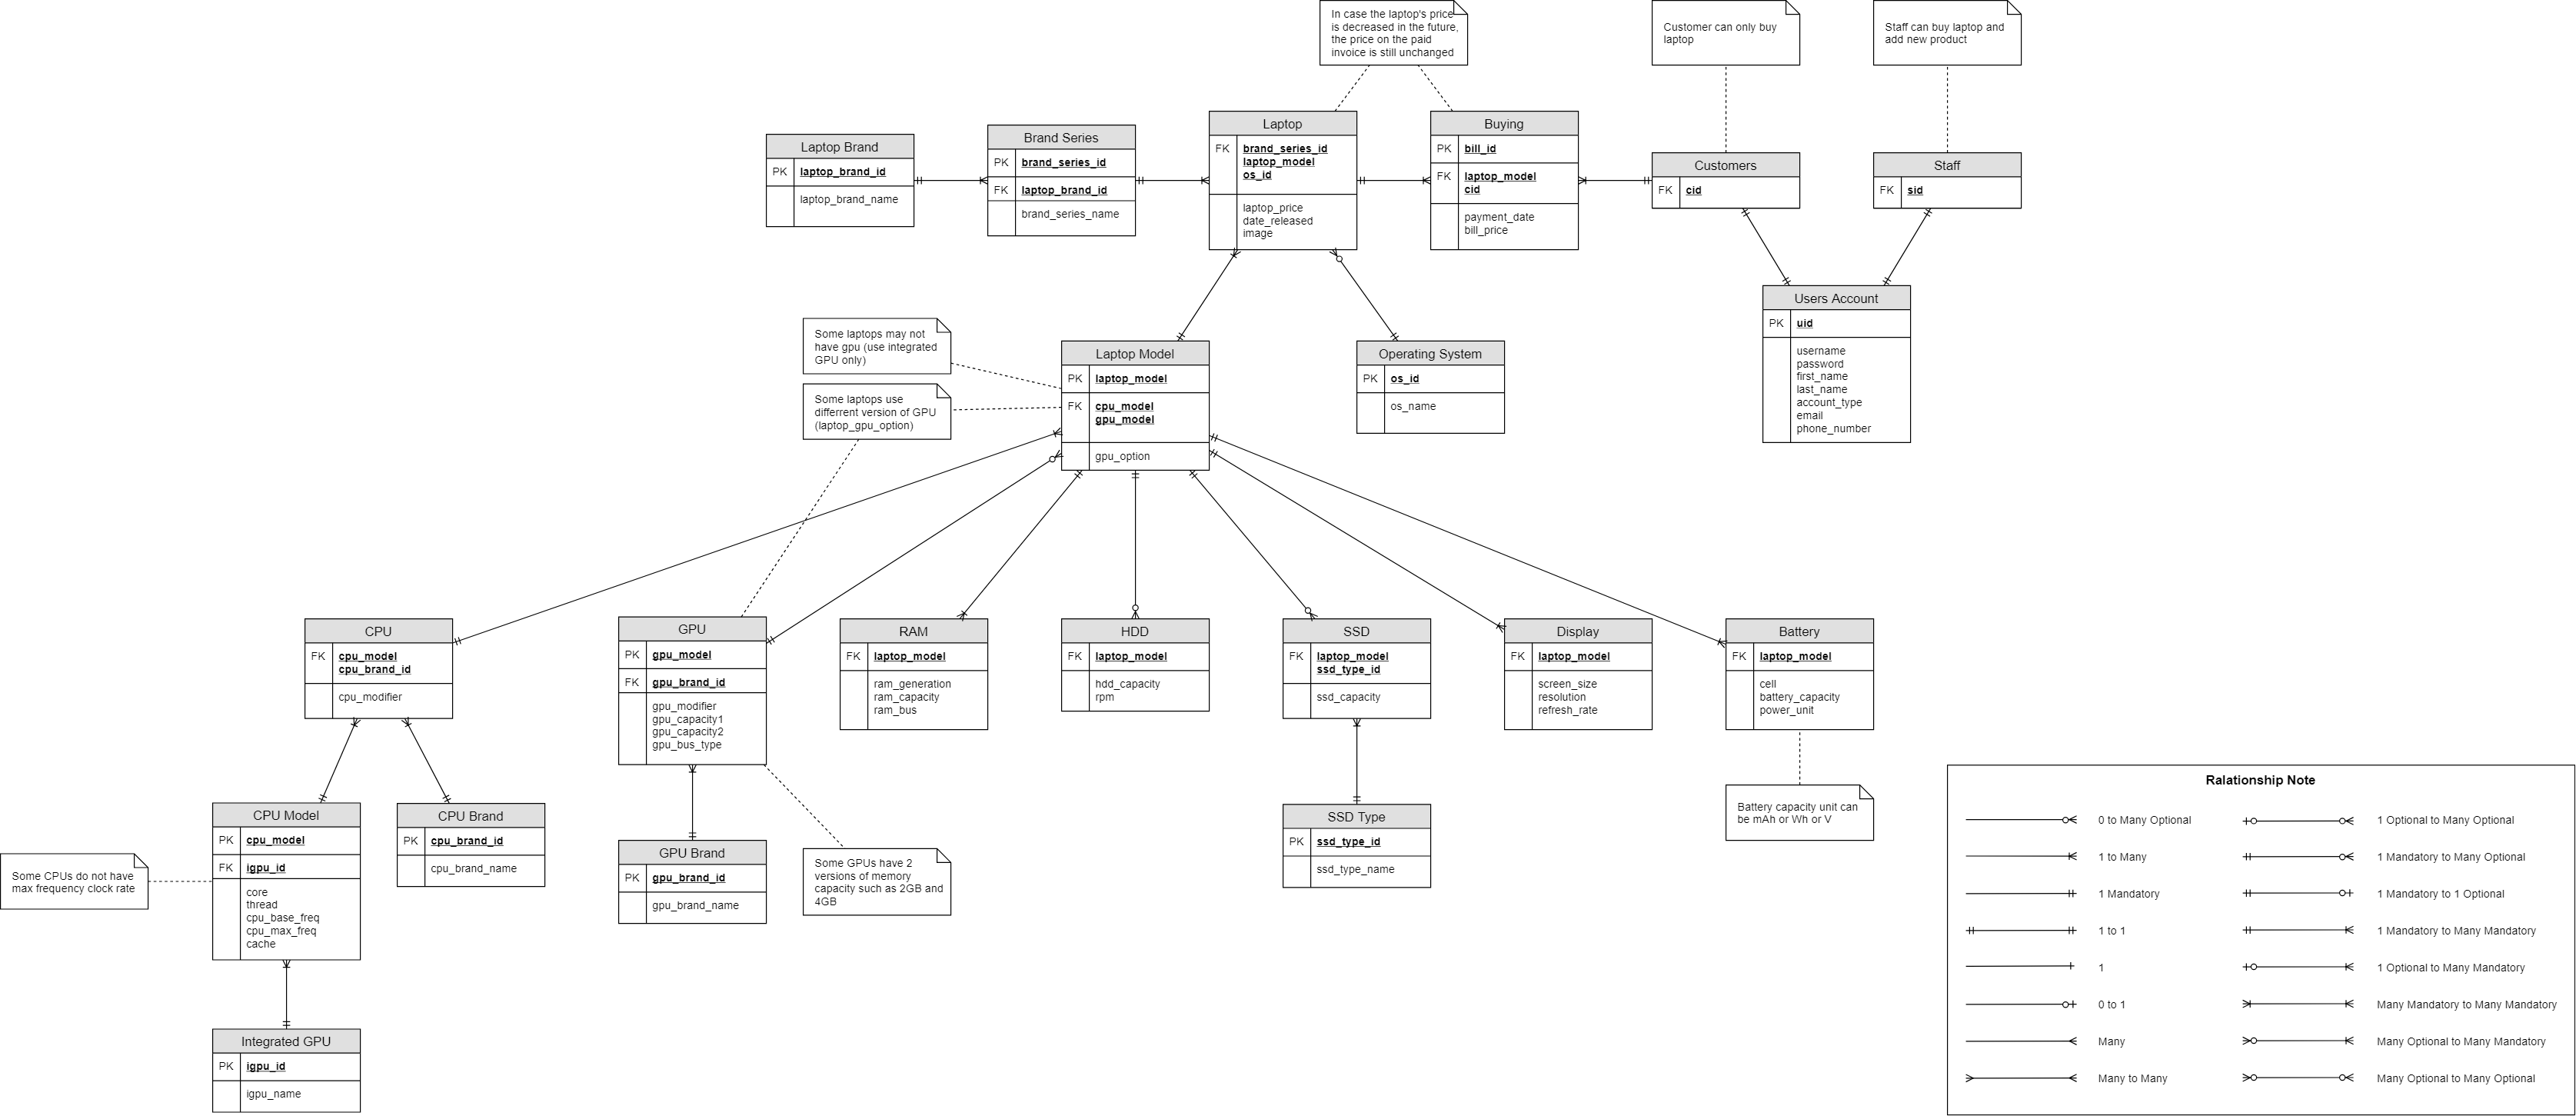 In case the laptop's price
is decreased in the future,
the price on the paid
invoice is still unchanged
Customer can only buy
laptop
Staff can buy laptop and
add new product
Laptop Brand
PK laptop_brand_id
laptop_brand_name
Brand Series
PK brand_series_id
FK laptop_brand_id
brand_series_name
Laptop
FK brand_series_id
laptop_model
os_id
laptop_price
date_released
image
Buying
PK bill_id
FK laptop_model
cid
payment_date
bill_price
Customers
FK cid
Staff
FK sid
Users Account
PK uid
username
password
first_name
last_name
account_type
email
phone_number
Some laptops may not
have gpu (use integrated
GPU only)
Some laptops use
differrent version of GPU
(laptop_gpu_option)
Laptop Model
PK laptop_model
FK cpu_model
gpu_model
gpu_option
Operating System
PK os_id
os_name
CPU
FK cpu_model
cpu_brand_id
cpu_modifier
GPU
PK gpu_model
FK gpu_brand_id
gpu_modifier
gpu_capacity1
gpu_capacity2
gpu_bus_type
RAM
FK laptop_model
ram_generation
ram_capacity
ram_bus
HDD
FK laptop_model
hdd_capacity
rpm
SSD
FK laptop_model
ssd_type_id
ssd_capacity
Display
FK laptop_model
screen_size
resolution
refresh_rate
Battery
FK laptop_model
cell
battery_capacity
power_unit
Some CPUs do not have
max frequency clock rate
CPU Model
PK cpu_model
FK igpu_id
core
thread
cpu_base_freq
cpu_max_freq
cache
CPU Brand
PK cpu_brand_id
cpu_brand_name
GPU Brand
PK gpu_brand_id
gpu_brand_name
Some GPUs have 2
versions of memory
capacity such as 2GB and
4GB
SSD Type
PK ssd_type_id
ssd_type_name
Battery capacity unit can
be mAh or Wh or V
Integrated GPU
PK igpu_id
igpu_name
Ralationship Note
0 to Many Optional
1 Optional to Many Optional
1 to Many
1 Mandatory to Many Optional
1 Mandatory
1 Mandatory to 1 Optional
1 to 1
1 Mandatory to Many Mandatory
1
1 Optional to Many Mandatory
0 to 1
Many Mandatory to Many Mandatory
Many
Many Optional to Many Mandatory
Many to Many
Many Optional to Many Optional